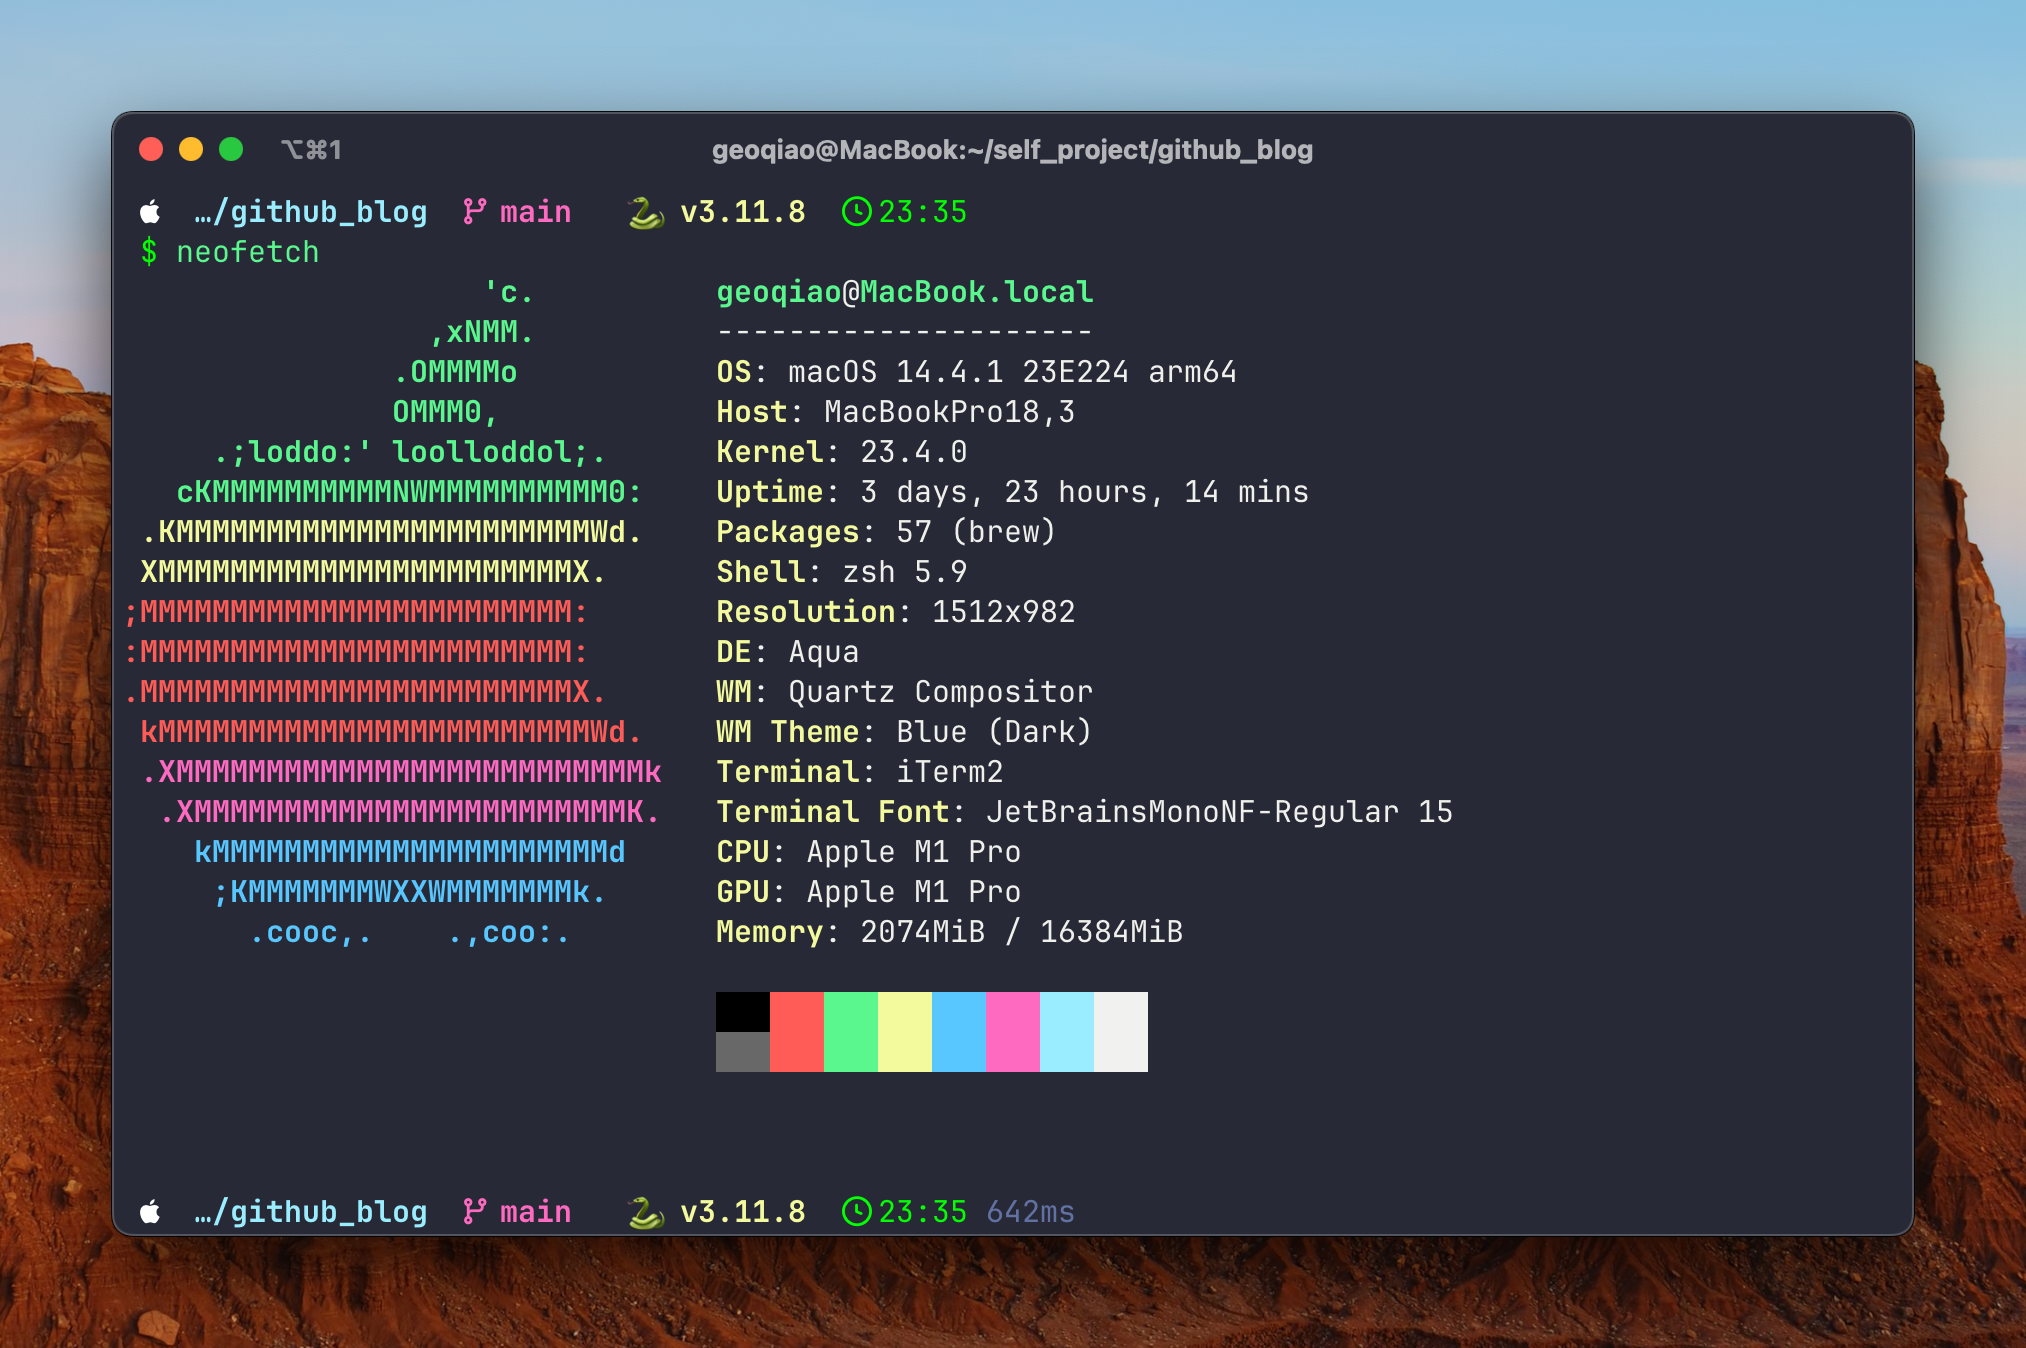 ⌥⌘1 geoqiao@MacBook:~/self_project/github_blog
…/github_blog main v3.11.8 23:35
$ neofetch
'c. geoqiao@MacBook.local
,xNMM. ---------------------
.OMMMMo OS: macOS 14.4.1 23E224 arm64
OMMM0, Host: MacBookPro18,3
.;loddo:' loolloddol;. Kernel: 23.4.0
cKMMMMMMMMMMNWMMMMMMMMMM0: Uptime: 3 days, 23 hours, 14 mins
.KMMMMMMMMMMMMMMMMMMMMMMMWd. Packages: 57 (brew)
XMMMMMMMMMMMMMMMMMMMMMMMX. Shell: zsh 5.9
;MMMMMMMMMMMMMMMMMMMMMMMM: Resolution: 1512x982
:MMMMMMMMMMMMMMMMMMMMMMMM: DE: Aqua
.MMMMMMMMMMMMMMMMMMMMMMMMX. WM: Quartz Compositor
kMMMMMMMMMMMMMMMMMMMMMMMMWd. WM Theme: Blue (Dark)
.XMMMMMMMMMMMMMMMMMMMMMMMMMMk Terminal: iTerm2
.XMMMMMMMMMMMMMMMMMMMMMMMMK. Terminal Font: JetBrainsMonoNF-Regular 15
kMMMMMMMMMMMMMMMMMMMMMMd CPU: Apple M1 Pro
;KMMMMMMMWXXWMMMMMMMk. GPU: Apple M1 Pro
.cooc,. .,coo:. Memory: 2074MiB / 16384MiB
…/github_blog main v3.11.8 23:35 642ms